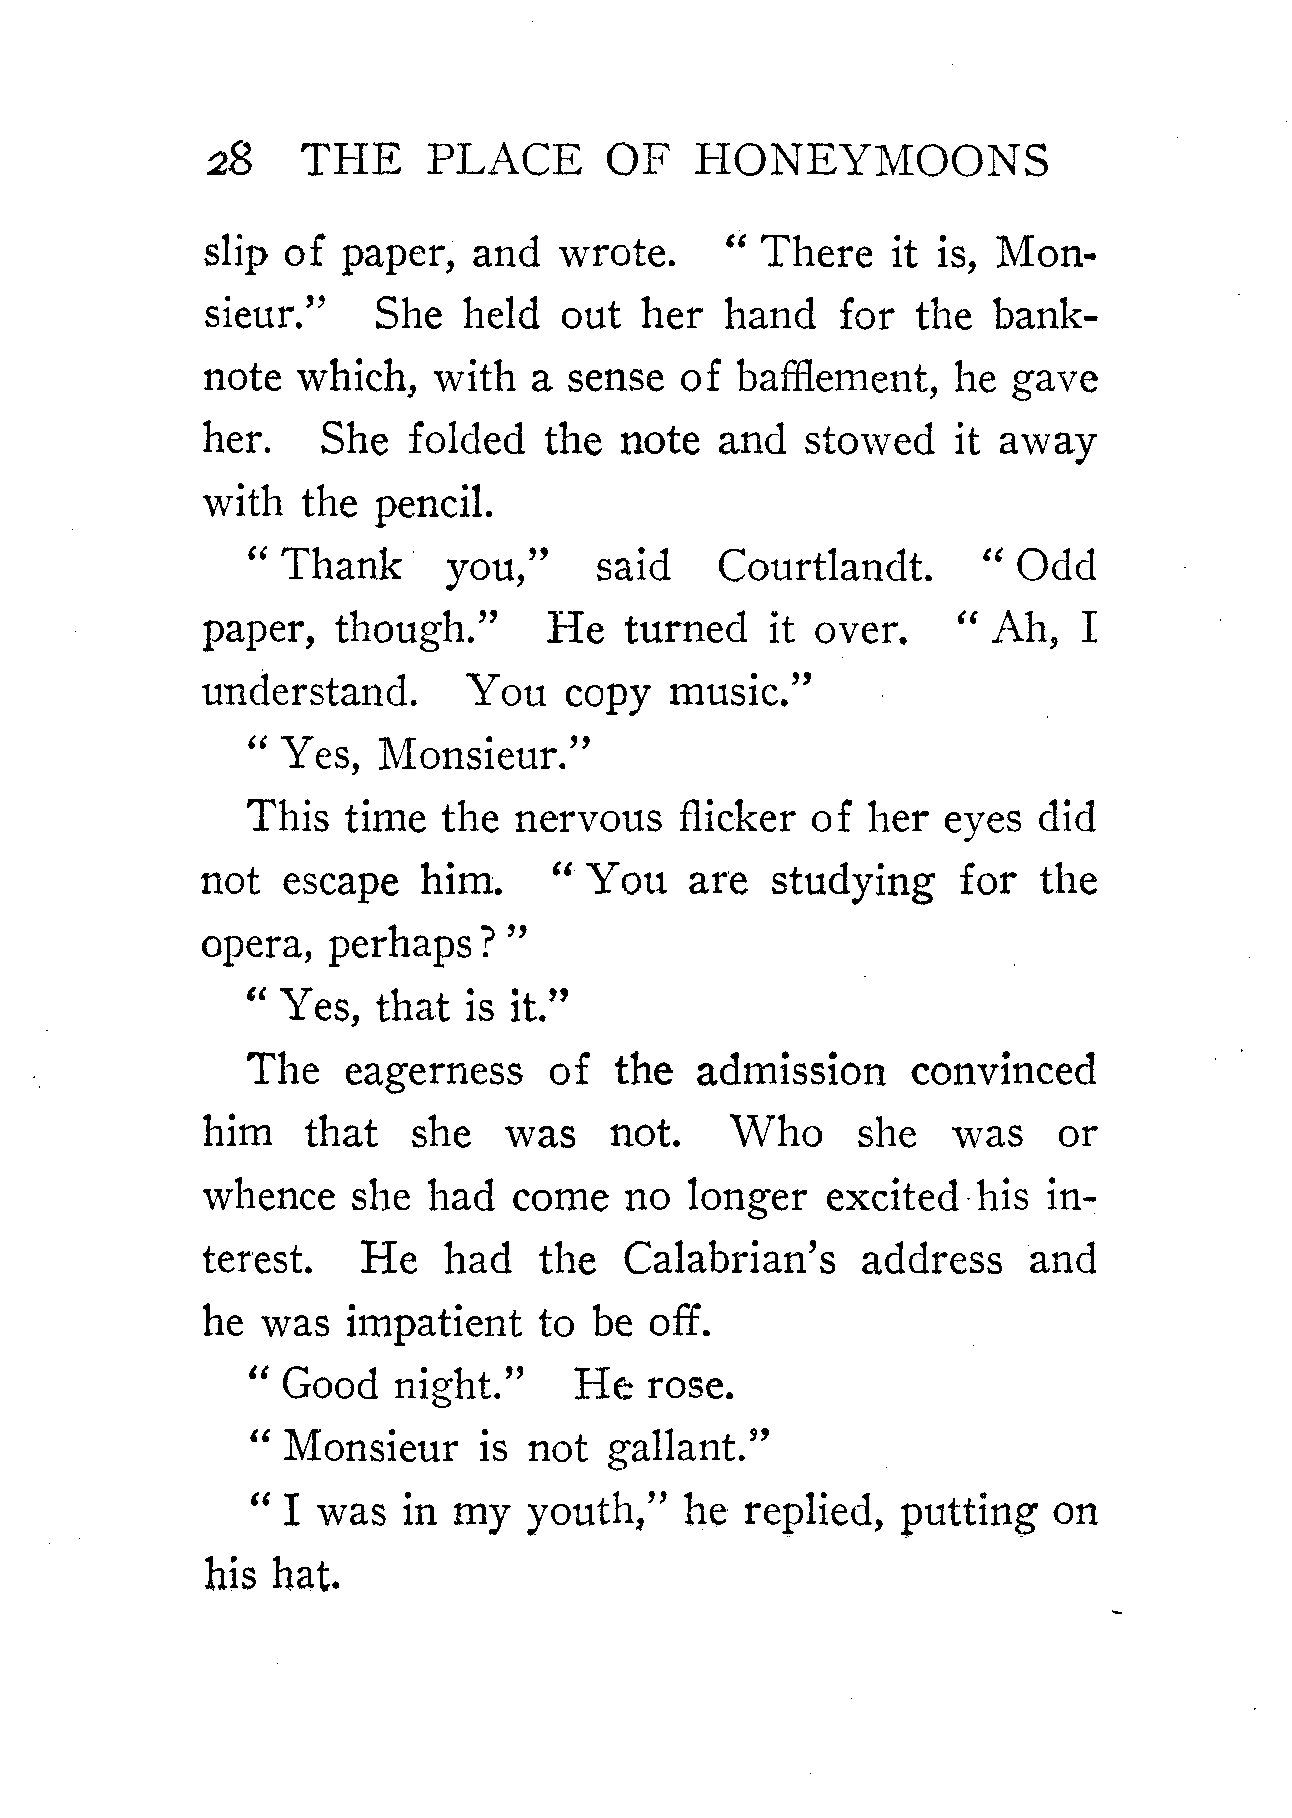 28 THE PLACE OF HONEYMOONS
slip of paper, and wrote. “ There it is, Mon-
sieur.” She held out her hand for the bank-
note which, with a sense of bafflement, he gave
her. She folded the note and stowed it away
with the pencil.
“ Thank you,” said Courtlandt. “ Odd
paper, though.” He turned it over. “ Ah, I
understand. You copy music.”
“ Yes, Monsieur.”
This time the nervous flicker of her eyes did
not escape him. “ You are studying for the
opera, perhaps ? ”
“ Yes, that is it.”
The eagerness of the admission convinced
him that she was not. Who she was or
whence she had come no longer excited his in-
terest. He had the Calabrian’s address and
he was impatient to be off.
“ Good night.” He rose.
“ Monsieur is not gallant.”
“ I was in my youth,” he replied, putting on
his hat.